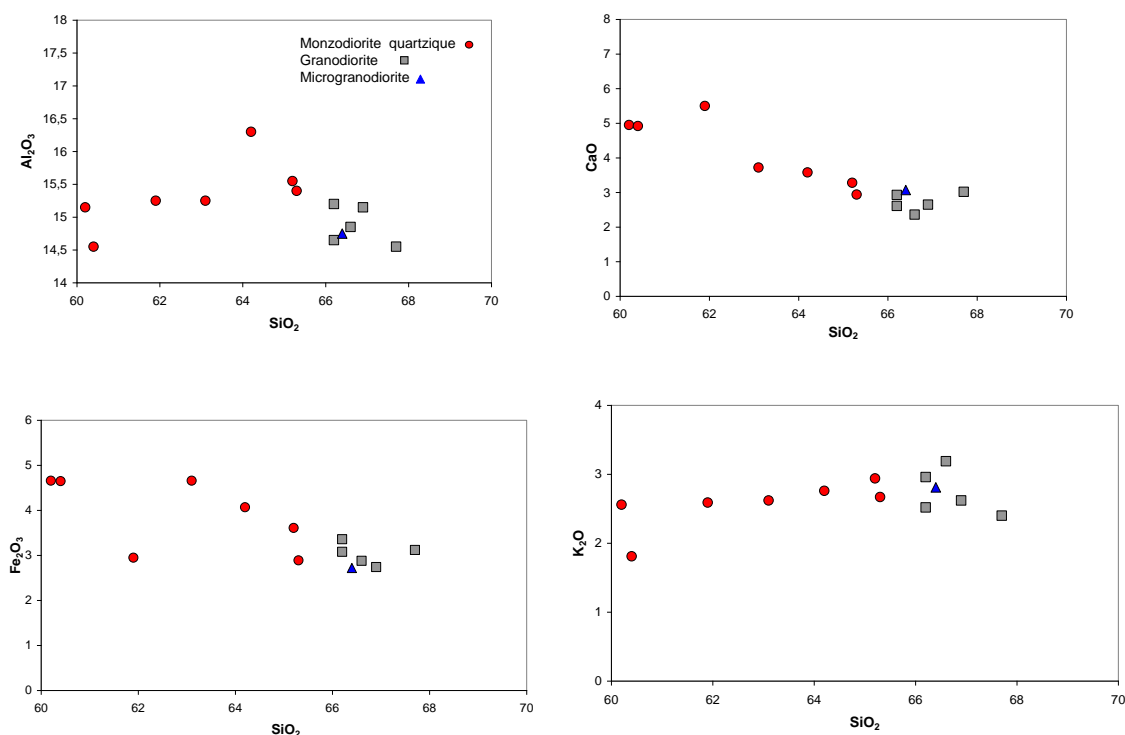 18
17,5
17
16,5
16
15,5
15
14,5
14
Al₂O₃
Monzodiorite quartzique
Granodiorite
Microgranodiorite
60 62 64 66 68 70
SiO₂
8
7
6
5
4
3
2
1
0
CaO
60 62 64 66 68 70
SiO₂
6
5
4
3
2
1
0
Fe₂O₃
60 62 64 66 68 70
SiO₂
4
3
2
1
0
K₂O
60 62 64 66 68 70
SiO₂